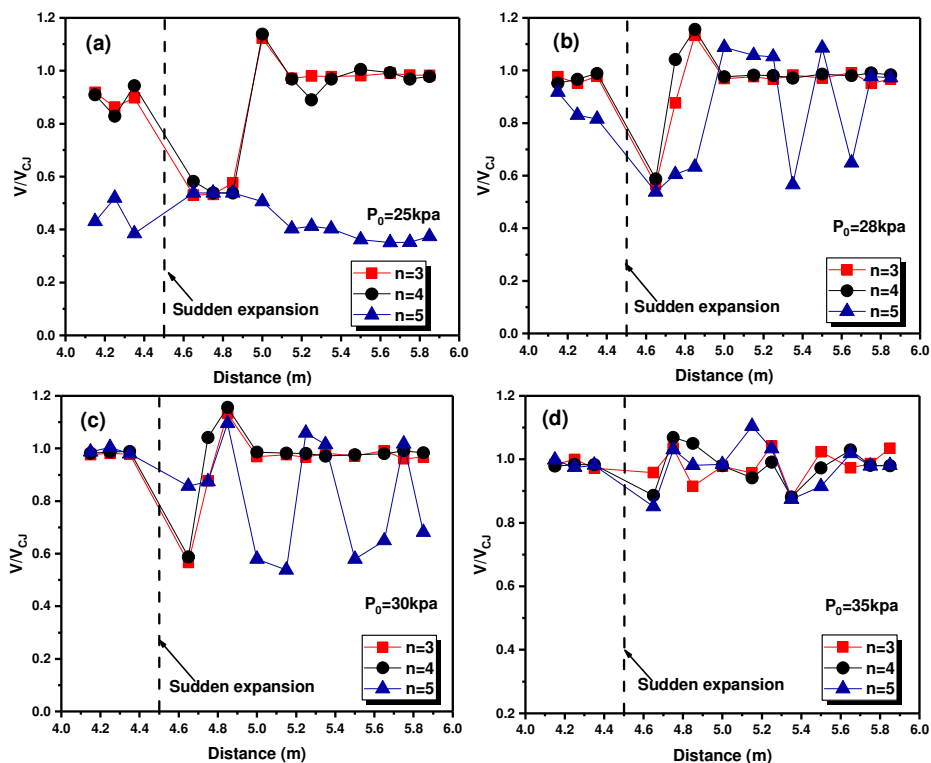 (a)
V/V_CJ
1.2
1.0
0.8
0.6
0.4
0.2
0.0
P₀=25kpa
n=3
n=4
n=5
Sudden expansion
4.0 4.2 4.4 4.6 4.8 5.0 5.2 5.4 5.6 5.8 6.0
Distance (m)
(b)
V/V_CJ
1.2
1.0
0.8
0.6
0.4
0.2
0.0
P₀=28kpa
n=3
n=4
n=5
Sudden expansion
4.0 4.2 4.4 4.6 4.8 5.0 5.2 5.4 5.6 5.8 6.0
Distance (m)
(c)
V/V_CJ
1.2
1.0
0.8
0.6
0.4
0.2
0.0
P₀=30kpa
n=3
n=4
n=5
Sudden expansion
4.0 4.2 4.4 4.6 4.8 5.0 5.2 5.4 5.6 5.8 6.0
Distance (m)
(d)
V/V_CJ
1.2
1.0
0.8
0.6
0.4
0.2
P₀=35kpa
n=3
n=4
n=5
Sudden expansion
4.0 4.2 4.4 4.6 4.8 5.0 5.2 5.4 5.6 5.8 6.0
Distance (m)